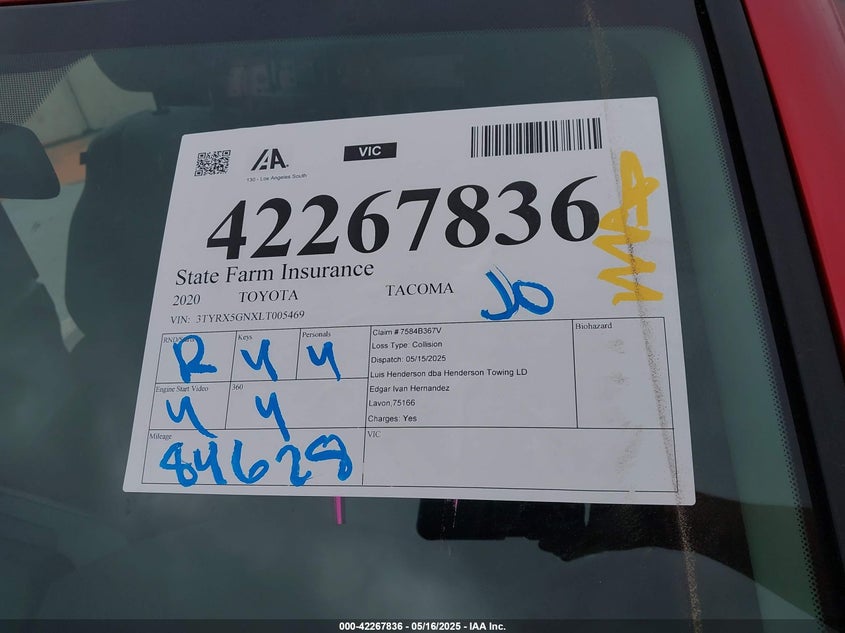 IAA
VIC
130 - Los Angeles South
42267836
State Farm Insurance
2020 TOYOTA TACOMA
JO
VIN: 3TYRX5GNXLT005469
Keys
Personals
R y y
Engine Start Video
360
y y
Mileage
84628
Claim # 7584B367V
Loss Type: Collision
Dispatch: 05/15/2025
Luis Henderson dba Henderson Towing LD
Edgar Ivan Hernandez
Lavon,75166
Charges: Yes
Biohazard
VIC
000-42267836 - 05/16/2025 - IAA Inc.